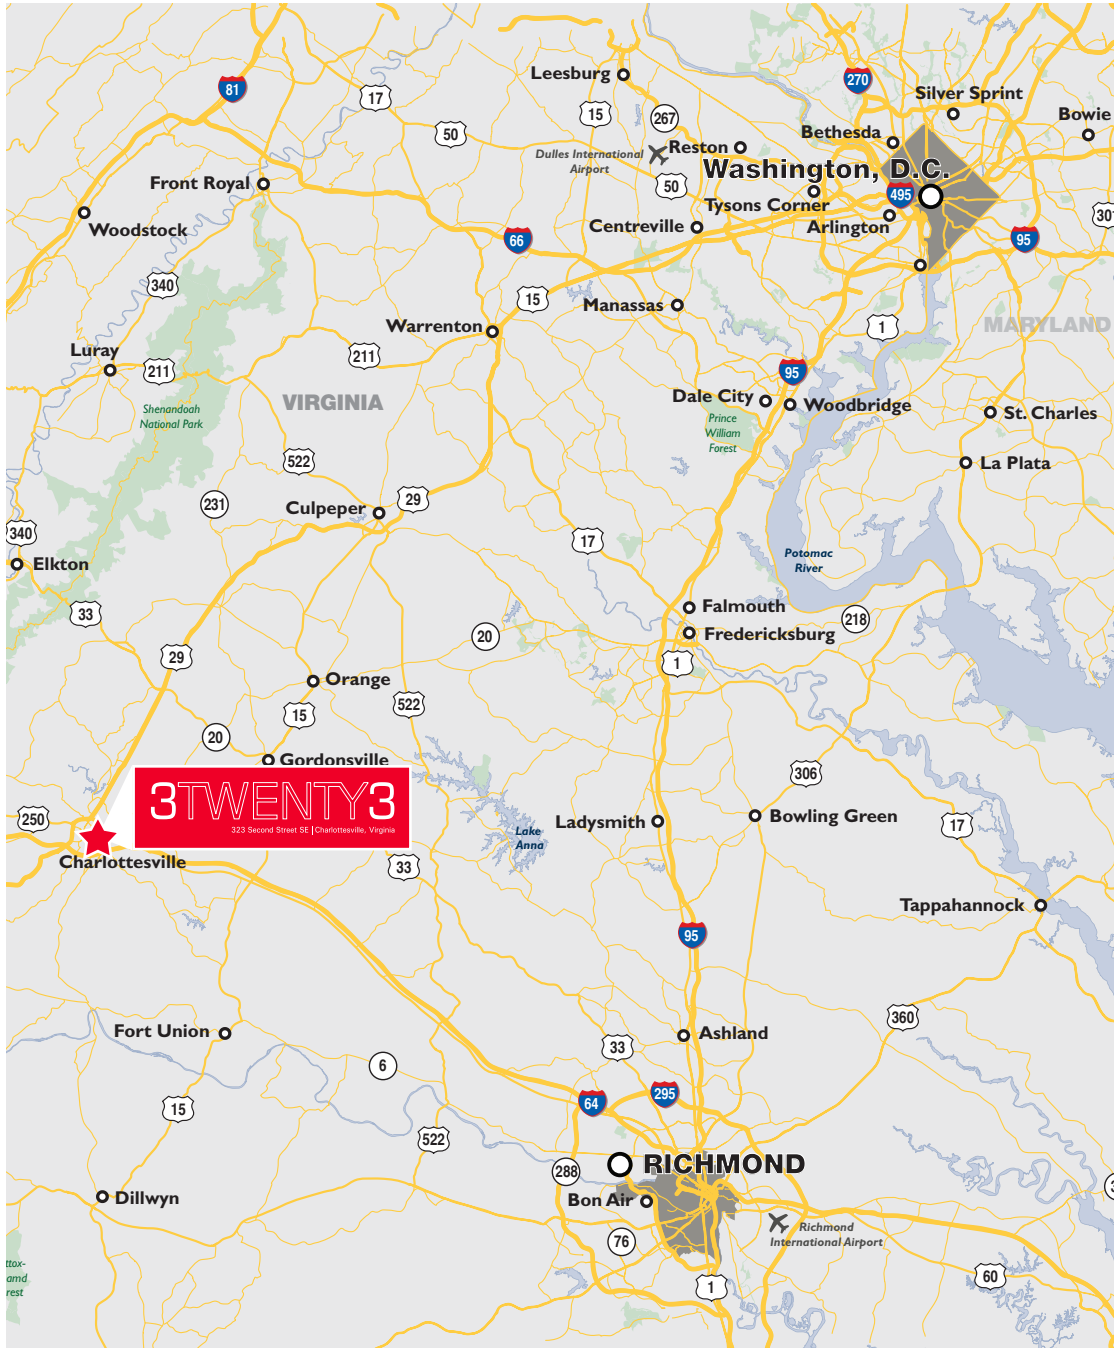 81
17
Leesburg
15
267
270
Silver Sprint
Bowie
50
Bethesda
Dulles International
Airport
Reston
Washington, D.C.
Front Royal
50
495
Woodstock
Tysons Corner
301
Centreville
Arlington
66
95
340
15
Manassas
Warrenton
1
MARYLAND
Luray
211
211
95
VIRGINIA
Dale City
Woodbridge
St. Charles
Shenandoah
National Park
Prince
William
Forest
522
La Plata
231
29
Culpeper
340
17
Potomac
River
Elkton
33
Falmouth
218
20
Fredericksburg
29
1
Orange
522
15
20
Gordonsville
306
3TWENTY3
323 Second Street SE | Charlottesville, Virginia
250
Ladysmith
Bowling Green
17
Lake
Anna
Charlottesville
33
Tappahannock
95
360
Fort Union
Ashland
33
6
64
295
15
522
288
RICHMOND
Dillwyn
Bon Air
Richmond
International Airport
76
ttox-
amd
rest
60
1